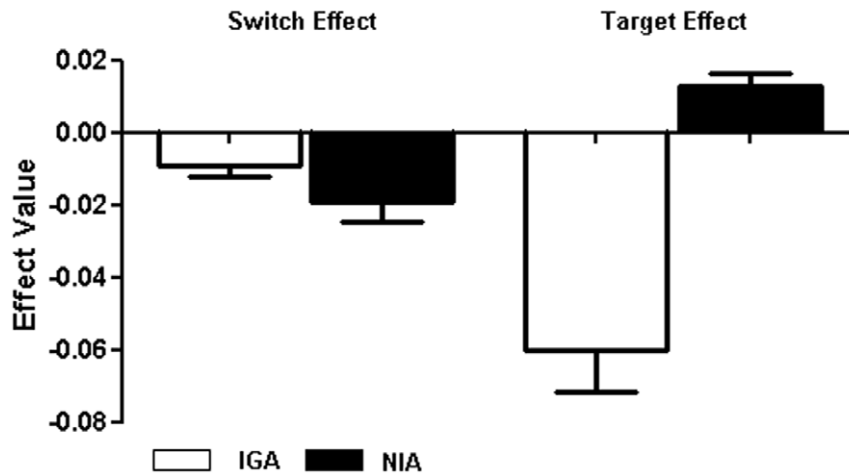 Switch Effect Target Effect
0.02
0.00
-0.02
-0.04
-0.06
-0.08
Effect Value
IGA NIA